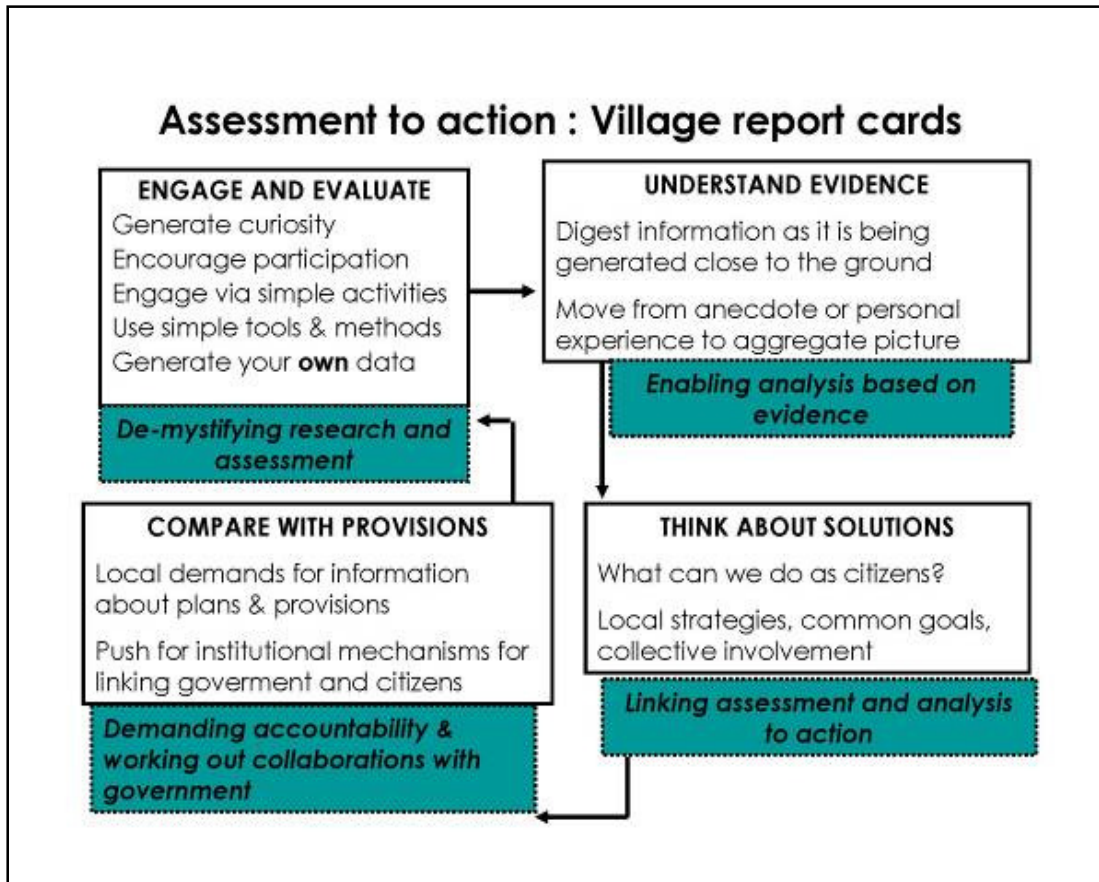 Assessment to action : Village report cards
ENGAGE AND EVALUATE
Generate curiosity
Encourage participation
Engage via simple activities
Use simple tools & methods
Generate your own data
De-mystifying research and
assessment
UNDERSTAND EVIDENCE
Digest information as it is being
generated close to the ground
Move from anecdote or personal
experience to aggregate picture
Enabling analysis based on
evidence
THINK ABOUT SOLUTIONS
What can we do as citizens?
Local strategies, common goals,
collective involvement
Linking assessment and analysis
to action
COMPARE WITH PROVISIONS
Local demands for information
about plans & provisions
Push for institutional mechanisms for
linking goverment and citizens
Demanding accountability &
working out collaborations with
government